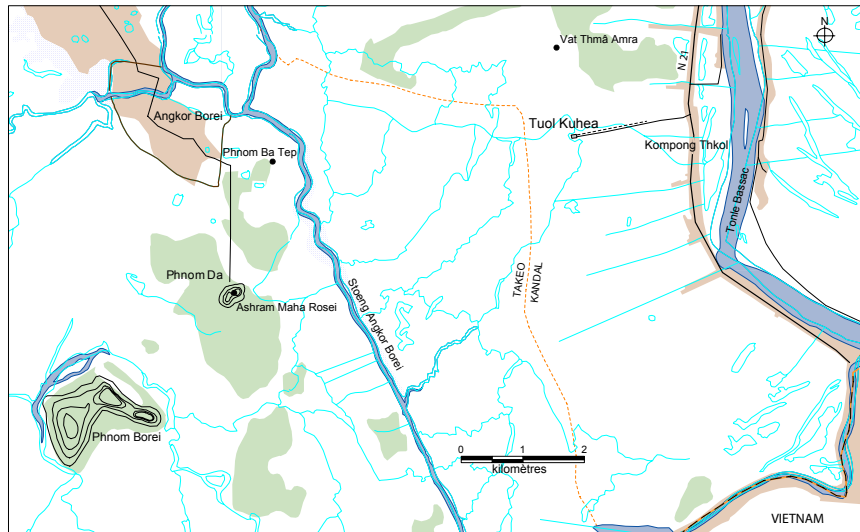 N
Vat Thmâ Amra
N 21
Angkor Borei
Tuol Kuhea
Kompong Thkol
Phnom Ba Tep
Tonle Bassac
Phnom Da
Ashram Maha Rosei
TAKEO
KANDAL
Stoeng Angkor Borei
Phnom Borei
0 1 2
kilomètres
VIETNAM